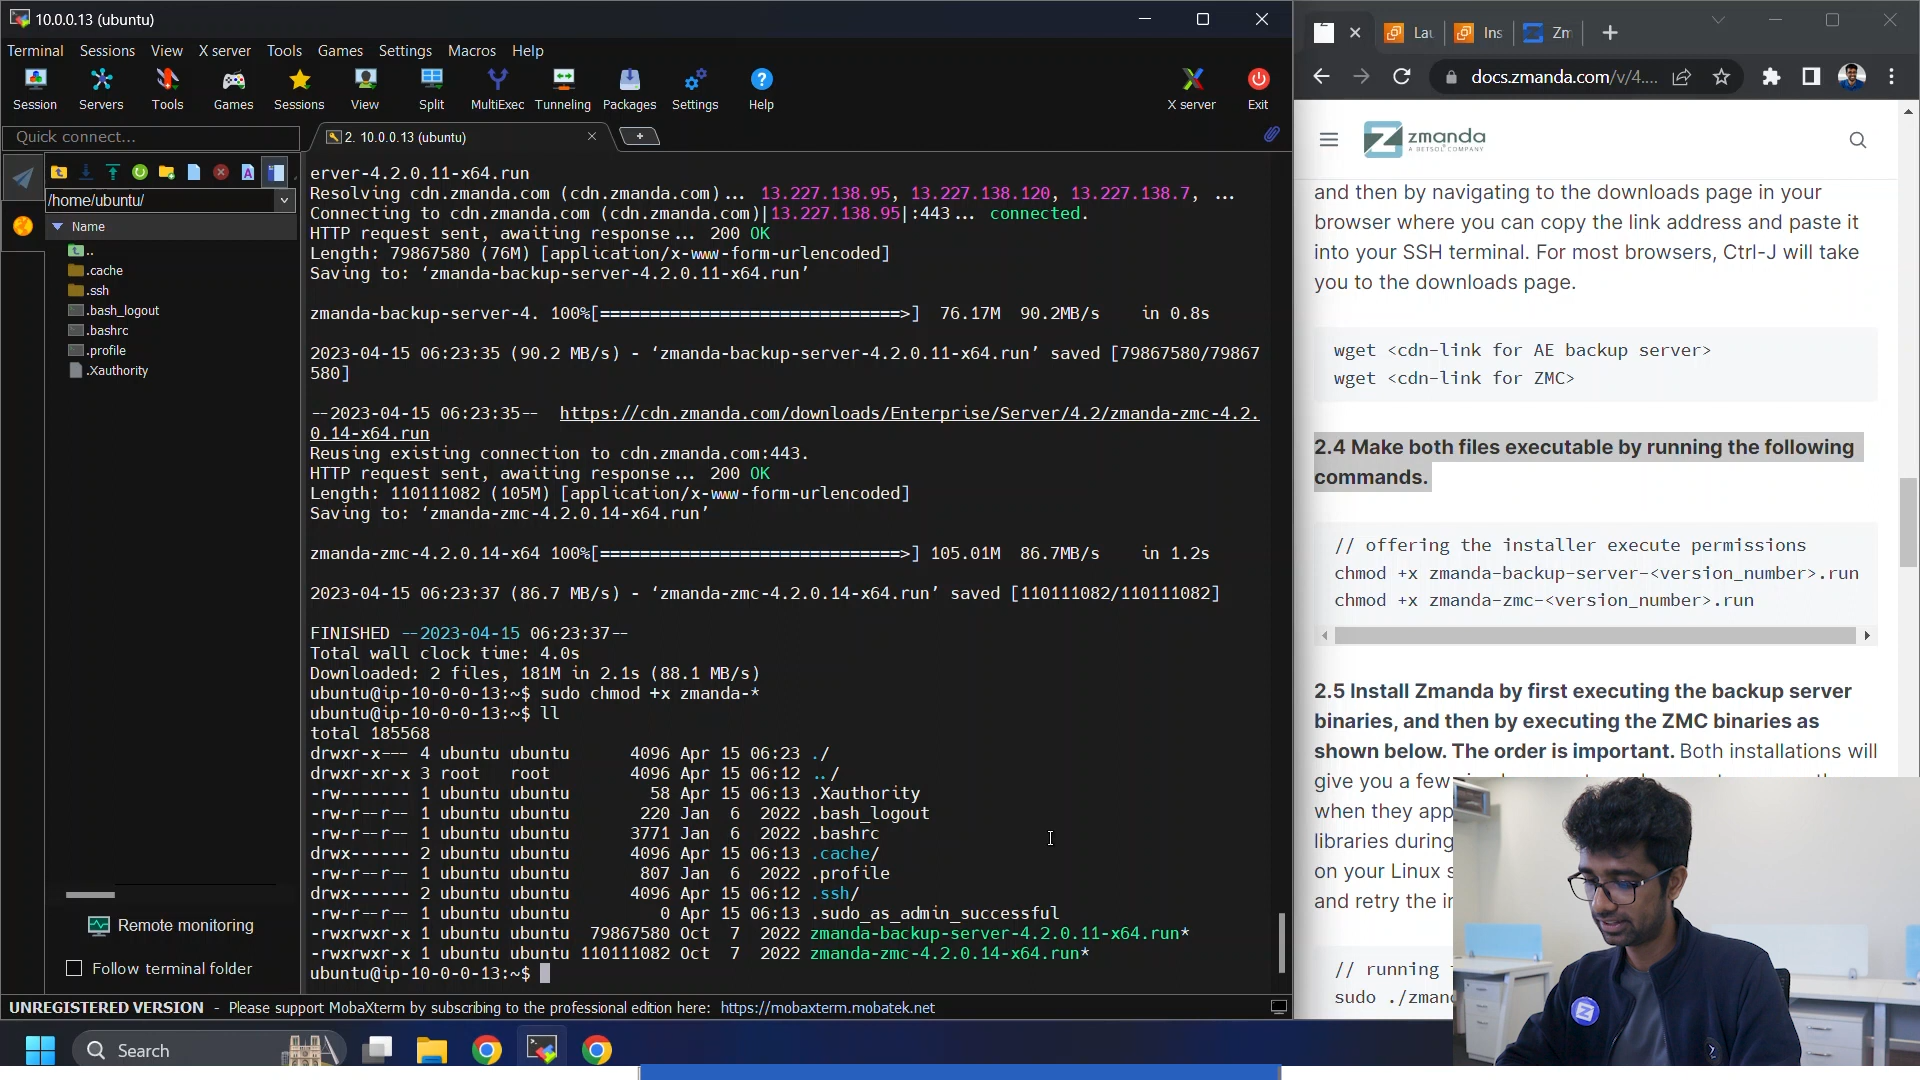 10.0.0.13 (ubuntu)
Terminal Sessions View X server Tools Games Settings Macros Help
Session Servers Tools Games Sessions View Split MultiExec Tunneling Packages Settings Help X server Exit
Quick connect...
2. 10.0.0.13 (ubuntu)
/home/ubuntu/
Name
..
.cache
.ssh
.bash_logout
.bashrc
.profile
.Xauthority
Remote monitoring
Follow terminal folder
erver-4.2.0.11-x64.run
Resolving cdn.zmanda.com (cdn.zmanda.com)... 13.227.138.95, 13.227.138.120, 13.227.138.7, ...
Connecting to cdn.zmanda.com (cdn.zmanda.com)|13.227.138.95|:443... connected.
HTTP request sent, awaiting response... 200 OK
Length: 79867580 (76M) [application/x-www-form-urlencoded]
Saving to: ‘zmanda-backup-server-4.2.0.11-x64.run’
zmanda-backup-server-4. 100%[==============================>] 76.17M 90.2MB/s in 0.8s
2023-04-15 06:23:35 (90.2 MB/s) - ‘zmanda-backup-server-4.2.0.11-x64.run’ saved [79867580/79867
580]
--2023-04-15 06:23:35-- https://cdn.zmanda.com/downloads/Enterprise/Server/4.2/zmanda-zmc-4.2.
0.14-x64.run
Reusing existing connection to cdn.zmanda.com:443.
HTTP request sent, awaiting response... 200 OK
Length: 110111082 (105M) [application/x-www-form-urlencoded]
Saving to: ‘zmanda-zmc-4.2.0.14-x64.run’
zmanda-zmc-4.2.0.14-x64 100%[==============================>] 105.01M 86.7MB/s in 1.2s
2023-04-15 06:23:37 (86.7 MB/s) - ‘zmanda-zmc-4.2.0.14-x64.run’ saved [110111082/110111082]
FINISHED --2023-04-15 06:23:37--
Total wall clock time: 4.0s
Downloaded: 2 files, 181M in 2.1s (88.1 MB/s)
ubuntu@ip-10-0-0-13:~$ sudo chmod +x zmanda-*
ubuntu@ip-10-0-0-13:~$ ll
total 185568
drwxr-x--- 4 ubuntu ubuntu 4096 Apr 15 06:23 ./
drwxr-xr-x 3 root root 4096 Apr 15 06:12 ../
-rw------- 1 ubuntu ubuntu 58 Apr 15 06:13 .Xauthority
-rw-r--r-- 1 ubuntu ubuntu 220 Jan 6 2022 .bash_logout
-rw-r--r-- 1 ubuntu ubuntu 3771 Jan 6 2022 .bashrc
drwx------ 2 ubuntu ubuntu 4096 Apr 15 06:13 .cache/
-rw-r--r-- 1 ubuntu ubuntu 807 Jan 6 2022 .profile
drwx------ 2 ubuntu ubuntu 4096 Apr 15 06:12 .ssh/
-rw-r--r-- 1 ubuntu ubuntu 0 Apr 15 06:13 .sudo_as_admin_successful
-rwxrwxr-x 1 ubuntu ubuntu 79867580 Oct 7 2022 zmanda-backup-server-4.2.0.11-x64.run*
-rwxrwxr-x 1 ubuntu ubuntu 110111082 Oct 7 2022 zmanda-zmc-4.2.0.14-x64.run*
ubuntu@ip-10-0-0-13:~$
UNREGISTERED VERSION - Please support MobaXterm by subscribing to the professional edition here: https://mobaxterm.mobatek.net
Search
Lau Ins Zm
docs.zmanda.com/v/4....
zmanda
A BETSOL COMPANY
and then by navigating to the downloads page in your
browser where you can copy the link address and paste it
into your SSH terminal. For most browsers, Ctrl-J will take
you to the downloads page.
wget <cdn-link for AE backup server>
wget <cdn-link for ZMC>
2.4 Make both files executable by running the following
commands.
// offering the installer execute permissions
chmod +x zmanda-backup-server-<version_number>.run
chmod +x zmanda-zmc-<version_number>.run
2.5 Install Zmanda by first executing the backup server
binaries, and then by executing the ZMC binaries as
shown below. The order is important. Both installations will
give you a few
when they app
libraries during
on your Linux s
and retry the in
// running
sudo ./zmand